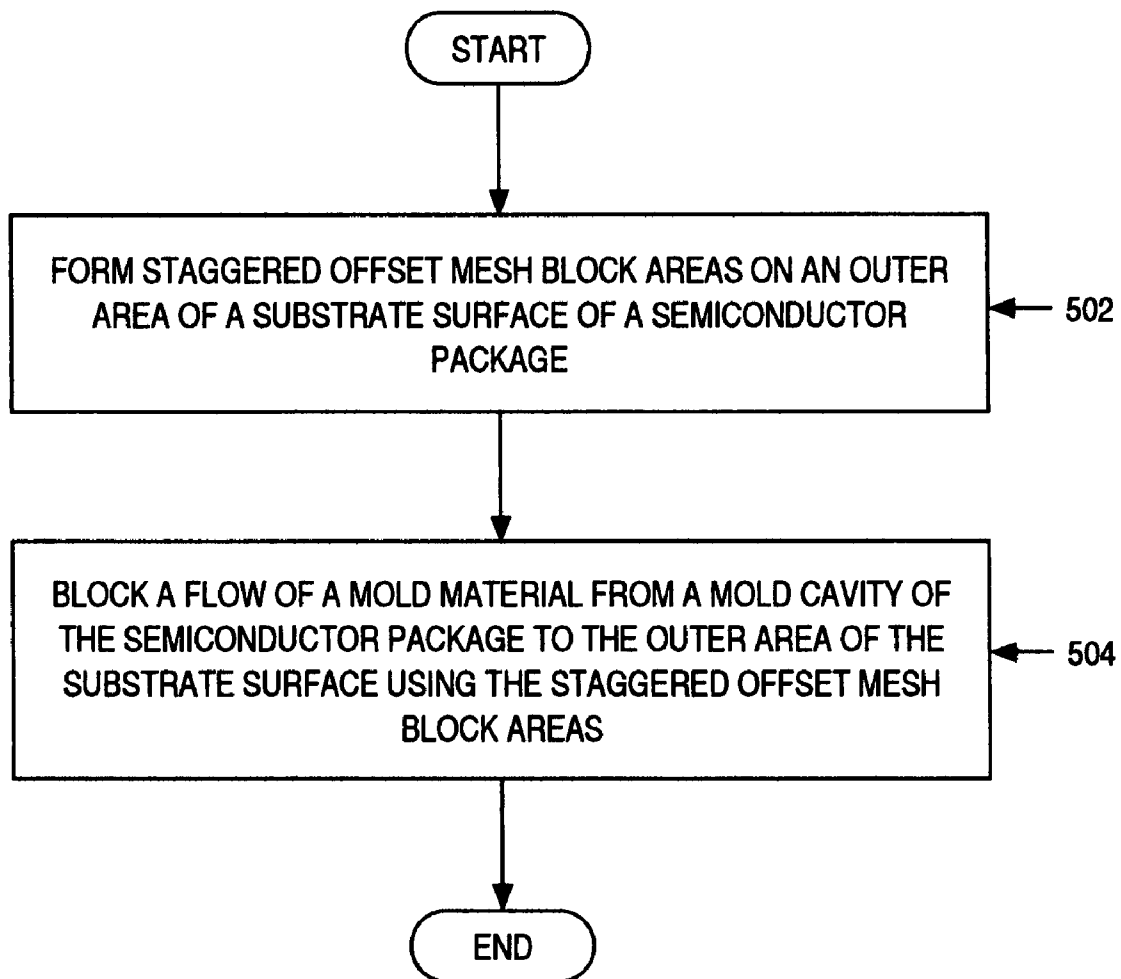 START
FORM STAGGERED OFFSET MESH BLOCK AREAS ON AN OUTER
AREA OF A SUBSTRATE SURFACE OF A SEMICONDUCTOR
PACKAGE
502
BLOCK A FLOW OF A MOLD MATERIAL FROM A MOLD CAVITY OF
THE SEMICONDUCTOR PACKAGE TO THE OUTER AREA OF THE
SUBSTRATE SURFACE USING THE STAGGERED OFFSET MESH
BLOCK AREAS
504
END